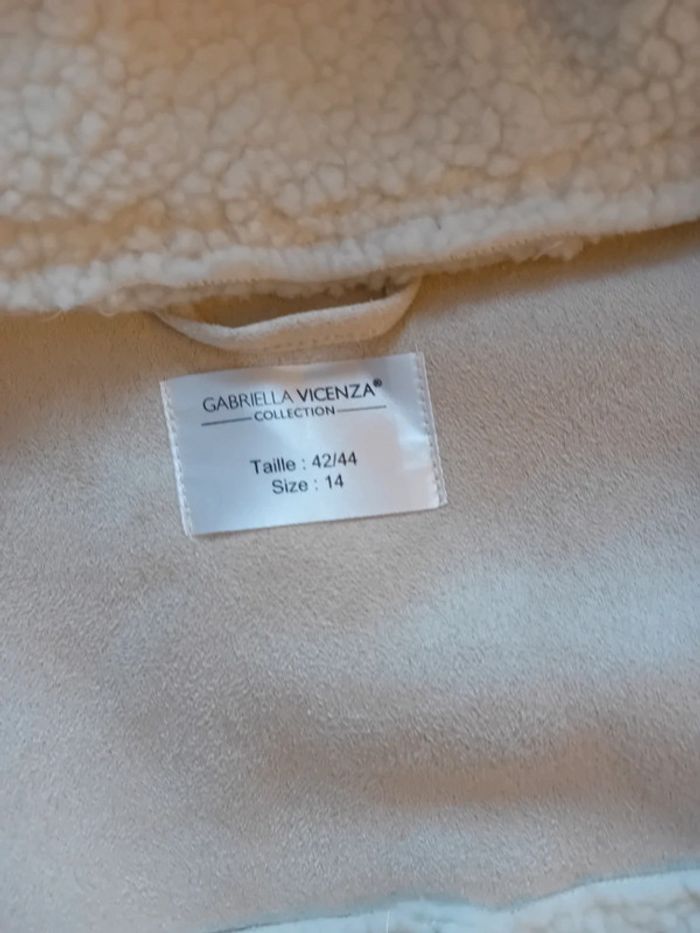 GABRIELLA VICENZA®
COLLECTION
Taille : 42/44
Size : 14